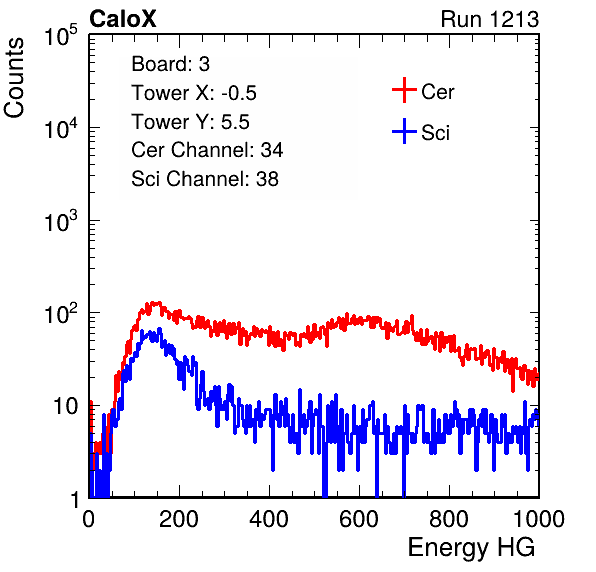 CaloX Run 1213
Counts
Board: 3
Tower X: -0.5
Tower Y: 5.5
Cer Channel: 34
Sci Channel: 38
Cer
Sci
10^5
10^4
10^3
10^2
10
1
0 200 400 600 800 1000
Energy HG